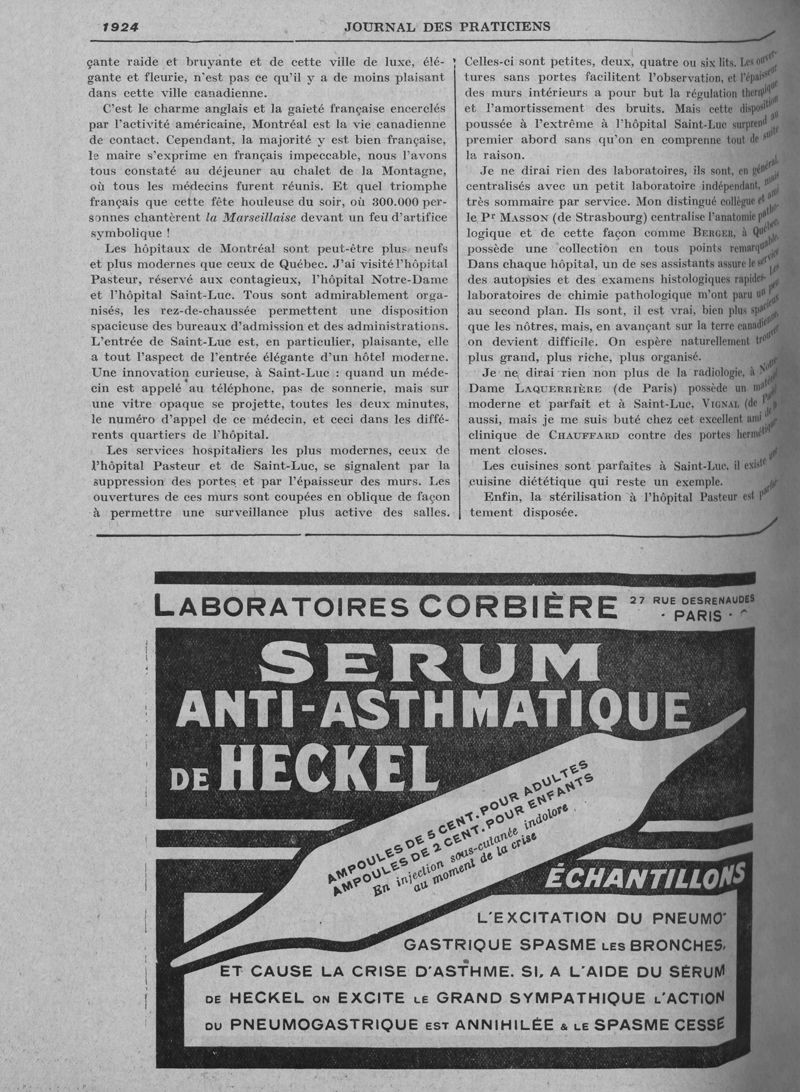 1924
JOURNAL DES PRATICIENS
çante raide et bruyante et de cette ville de luxe, élé-
gante et fleurie, n'est pas ce qu'il y a de moins plaisant
dans cette ville canadienne.
C'est le charme anglais et la gaieté française encerclés
par l'activité américaine, Montréal est la vie canadienne
de contact. Cependant, la majorité y est bien française,
le maire s'exprime en français impeccable, nous l'avons
tous constaté au déjeuner au chalet de la Montagne,
où tous les médecins furent réunis. Et quel triomphe
français que cette fête houleuse du soir, où 300.000 per-
sonnes chantèrent la Marseillaise devant un feu d'artifice
symbolique !
Les hôpitaux de Montréal sont peut-être plus neufs
et plus modernes que ceux de Québec. J'ai visité l'hôpital
Pasteur, réservé aux contagieux, l'hôpital Notre-Dame
et l'hôpital Saint-Luc. Tous sont admirablement orga-
nisés, les rez-de-chaussée permettent une disposition
spacieuse des bureaux d'admission et des administrations.
L'entrée de Saint-Luc est, en particulier, plaisante, elle
a tout l'aspect de l'entrée élégante d'un hôtel moderne.
Une innovation curieuse, à Saint-Luc : quand un méde-
cin est appelé au téléphone, pas de sonnerie, mais sur
une vitre opaque se projette, toutes les deux minutes,
le numéro d'appel de ce médecin, et ceci dans diffé-
rents quartiers de l'hôpital.
Les services hospitaliers les plus modernes, ceux de
l'hôpital Pasteur et de Saint-Luc, se signalent par la
suppression des portes et par l'épaisseur des murs. Les
ouvertures de ces murs sont coupées en oblique de façon
à permettre une surveillance plus active des salles.
Celles-ci sont petites, deux, quatre ou six lits. Les ouver-
tures sans portes facilitent l'observation, et l'épaisseur
des murs intérieurs a pour but la régulation
et l'amortissement des bruits. Mais cette disposition
poussée à l'extrême à l'hôpital Saint-Luc surprend au
premier abord sans qu'on en comprenne tout de suite
la raison.
Je ne dirai rien des laboratoires, ils sont, en général,
centralisés avec un petit laboratoire indépendant, mais
très sommaire par service. Mon distingué collègue et ami
le Pr MASSON (de Strasbourg) centralise l'anatomie patho-
logique et de cette façon comme BERGER, à Québec,
possède une collection en tous points remarquable.
Dans chaque hôpital, un de ses assistants assure le service
des autopsies et des examens histologiques rapides. Les
laboratoires de chimie pathologique m'ont paru un peu
au second plan. Ils sont, il est vrai, bien plus spacieux
que les nôtres, mais, en avançant sur la terre canadienne,
on devient difficile. On espère naturellement trouver
plus grand, plus riche, plus organisé.
Je ne dirai rien non plus de la radiologie, à Notre-
Dame LAQUERRIÈRE (de Paris) possède un matériel
moderne et parfait et à Saint-Luc, VIGNAL (de Paris)
aussi, mais je me suis buté chez cet excellent ami de
clinique de CHAUFFARD contre des portes hermétique-
ment closes.
Les cuisines sont parfaites à Saint-Luc, il existe une
cuisine diététique qui reste un exemple.
Enfin, la stérilisation à l'hôpital Pasteur est parfai-
tement disposée.
LABORATOIRES CORBIÈRE 27 RUE DESRENAUDES
· PARIS ·
SERUM
ANTI-ASTHMATIQUE
DE HECKEL
AMPOULES DE 5 CENT. POUR ADULTES
AMPOULES DE 2 CENT. POUR ENFANTS
En injection sous-cutanée indolore
au moment de la crise
ÉCHANTILLONS
L'EXCITATION DU PNEUMO-
GASTRIQUE SPASME LES BRONCHES,
ET CAUSE LA CRISE D'ASTHME. SI, A L'AIDE DU SÉRUM
DE HECKEL ON EXCITE LE GRAND SYMPATHIQUE L'ACTION
DU PNEUMOGASTRIQUE EST ANNIHILÉE & LE SPASME CESSE